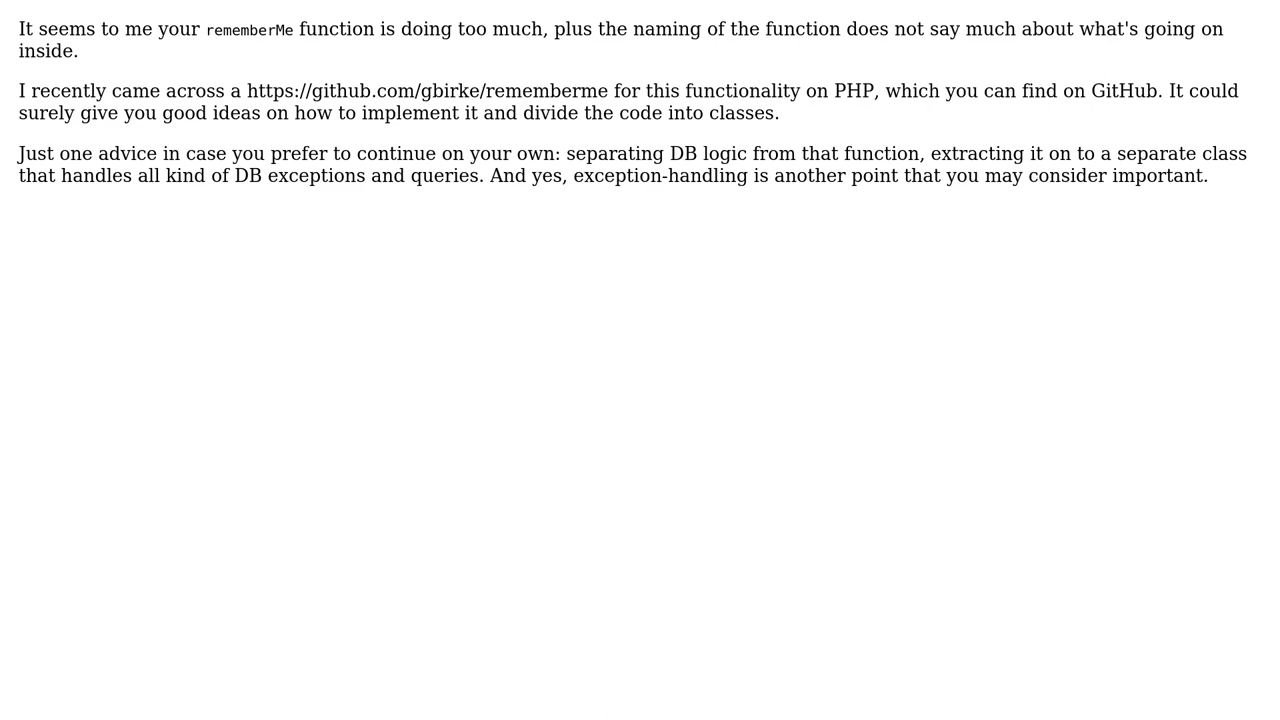 It seems to me your rememberMe function is doing too much, plus the naming of the function does not say much about what's going on
inside.
I recently came across a https://github.com/gbirke/rememberme for this functionality on PHP, which you can find on GitHub. It could
surely give you good ideas on how to implement it and divide the code into classes.
Just one advice in case you prefer to continue on your own: separating DB logic from that function, extracting it on to a separate class
that handles all kind of DB exceptions and queries. And yes, exception-handling is another point that you may consider important.